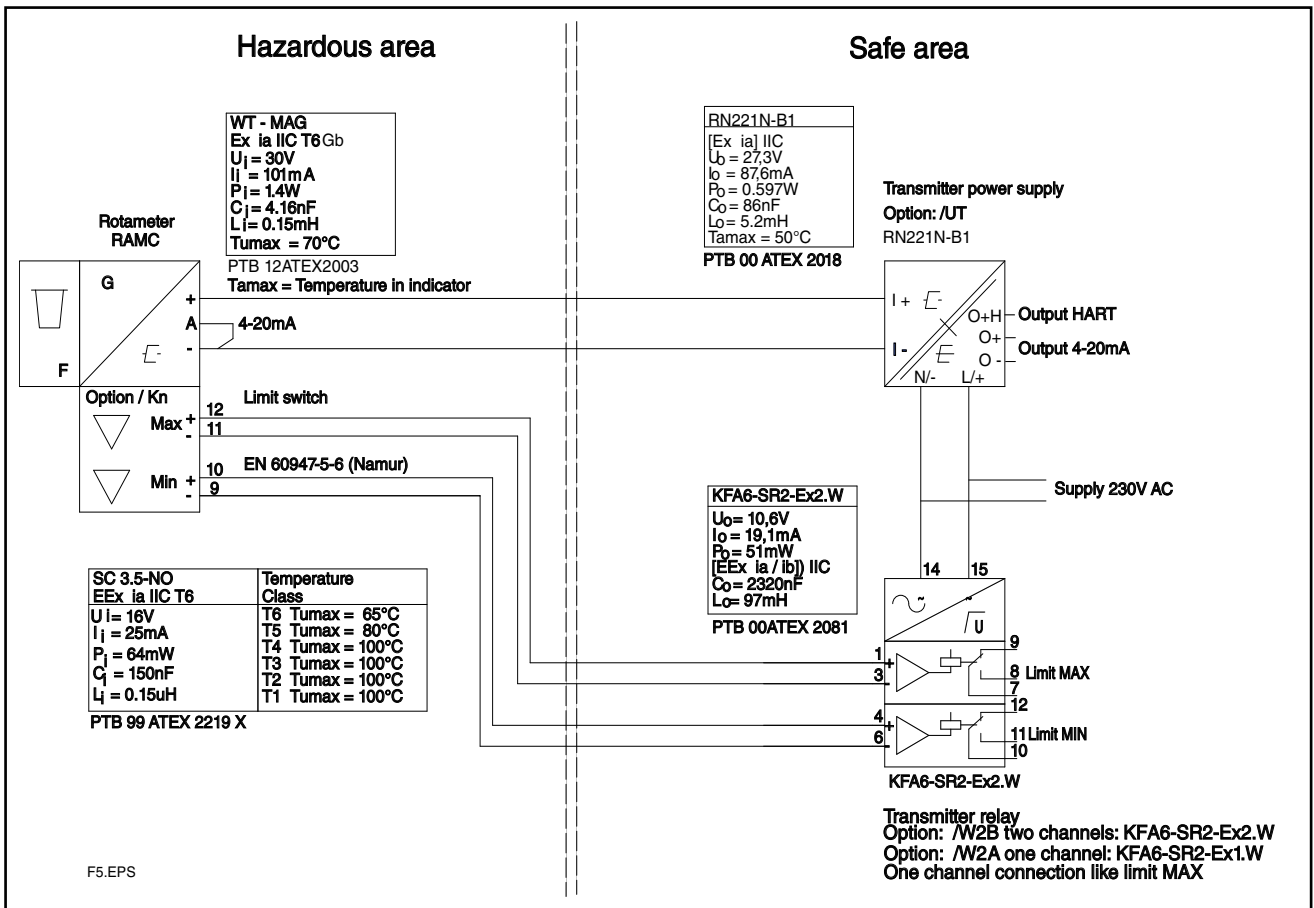 Hazardous area
Safe area
WT - MAG
Ex ia IIC T6 Gb
Ui = 30V
Ii = 101mA
Pi = 1.4W
Ci = 4.16nF
Li = 0.15mH
Tumax = 70°C
PTB 12ATEX2003
Tamax = Temperature in indicator
RN221N-B1
[Ex ia] IIC
Uo = 27,3V
Io = 87,6mA
Po = 0.597W
Co = 86nF
Lo = 5.2mH
Tamax = 50°C
PTB 00 ATEX 2018
Transmitter power supply
Option: /UT
RN221N-B1
Rotameter
RAMC
G
F
+
A
-
4-20mA
I +
I -
O+H
O+
O -
N/-
L/+
Output HART
Output 4-20mA
Option / Kn
Limit switch
Max + 12
- 11
Min + 10
- 9
EN 60947-5-6 (Namur)
Supply 230V AC
KFA6-SR2-Ex2.W
Uo= 10,6V
Io = 19,1mA
Po= 51mW
[EEx ia / ib]) IIC
Co= 2320nF
Lo= 97mH
PTB 00ATEX 2081
14
15
~
~
U
1 +
3 -
9
8 Limit MAX
7
4 +
6 -
12
11 Limit MIN
10
KFA6-SR2-Ex2.W
SC 3.5-NO
EEx ia IIC T6
Ui= 16V
Ii = 25mA
Pi = 64mW
Ci = 150nF
Li = 0.15uH
Temperature
Class
T6 Tumax = 65°C
T5 Tumax = 80°C
T4 Tumax = 100°C
T3 Tumax = 100°C
T2 Tumax = 100°C
T1 Tumax = 100°C
PTB 99 ATEX 2219 X
Transmitter relay
Option: /W2B two channels: KFA6-SR2-Ex2.W
Option: /W2A one channel: KFA6-SR2-Ex1.W
One channel connection like limit MAX
F5.EPS